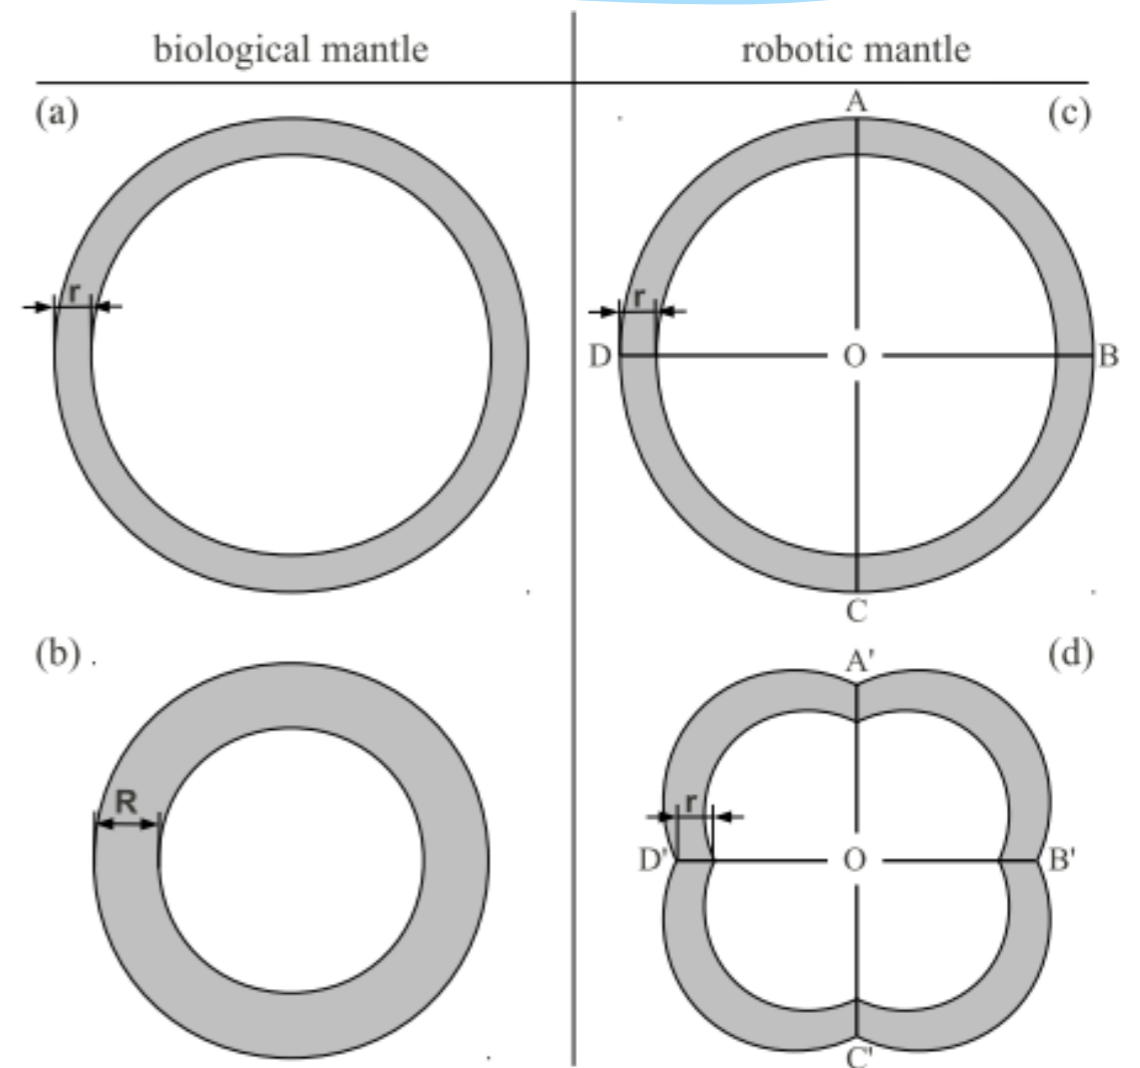 biological mantle
robotic mantle
(a)
r
A
(c)
r
D
O
B
C
(b)
R
A'
(d)
r
D'
O
B'
C'